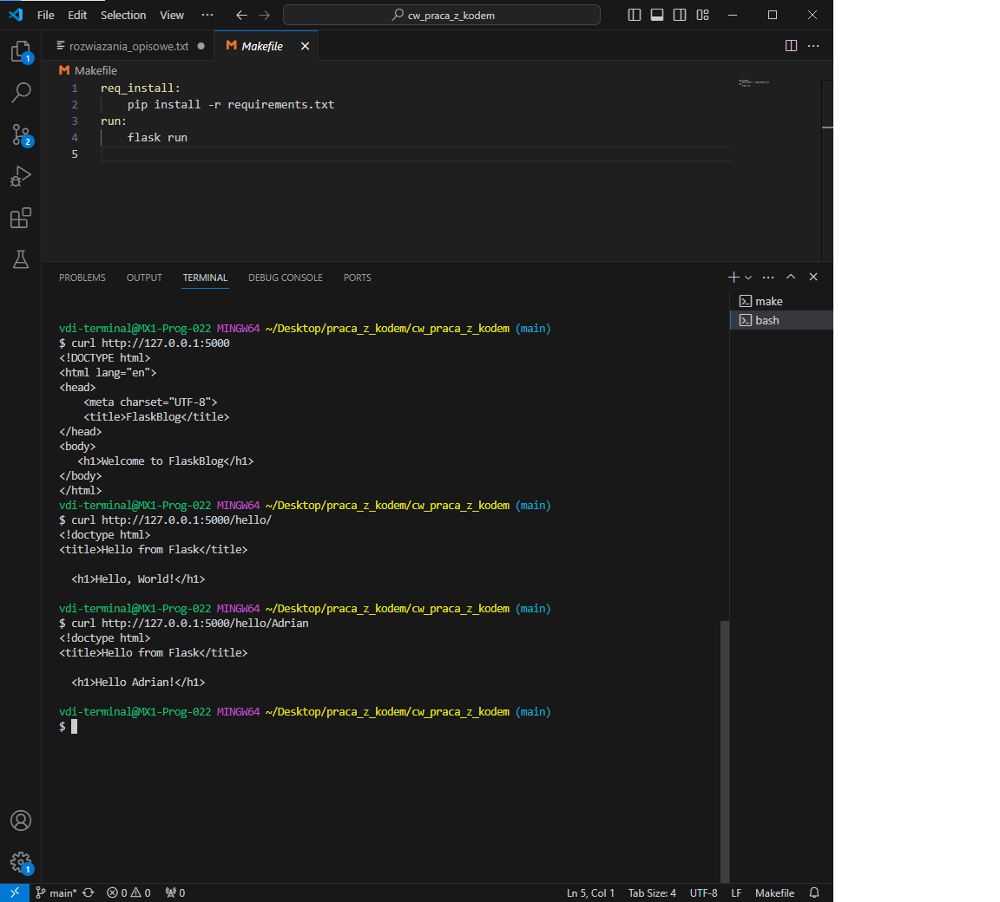 File Edit Selection View ··· cw_praca_z_kodem
rozwiazania_opisowe.txt Makefile
Makefile
1 req_install:
2 pip install -r requirements.txt
3 run:
4 flask run
5
PROBLEMS OUTPUT TERMINAL DEBUG CONSOLE PORTS
make
bash
vdi-terminal@MX1-Prog-022 MINGW64 ~/Desktop/praca_z_kodem/cw_praca_z_kodem (main)
$ curl http://127.0.0.1:5000
<!DOCTYPE html>
<html lang="en">
<head>
    <meta charset="UTF-8">
    <title>FlaskBlog</title>
</head>
<body>
   <h1>Welcome to FlaskBlog</h1>
</body>
</html>
vdi-terminal@MX1-Prog-022 MINGW64 ~/Desktop/praca_z_kodem/cw_praca_z_kodem (main)
$ curl http://127.0.0.1:5000/hello/
<!doctype html>
<title>Hello from Flask</title>
  <h1>Hello, World!</h1>
vdi-terminal@MX1-Prog-022 MINGW64 ~/Desktop/praca_z_kodem/cw_praca_z_kodem (main)
$ curl http://127.0.0.1:5000/hello/Adrian
<!doctype html>
<title>Hello from Flask</title>
  <h1>Hello Adrian!</h1>
vdi-terminal@MX1-Prog-022 MINGW64 ~/Desktop/praca_z_kodem/cw_praca_z_kodem (main)
$
1
2
1
main* 0 0 0 Ln 5, Col 1 Tab Size: 4 UTF-8 LF Makefile